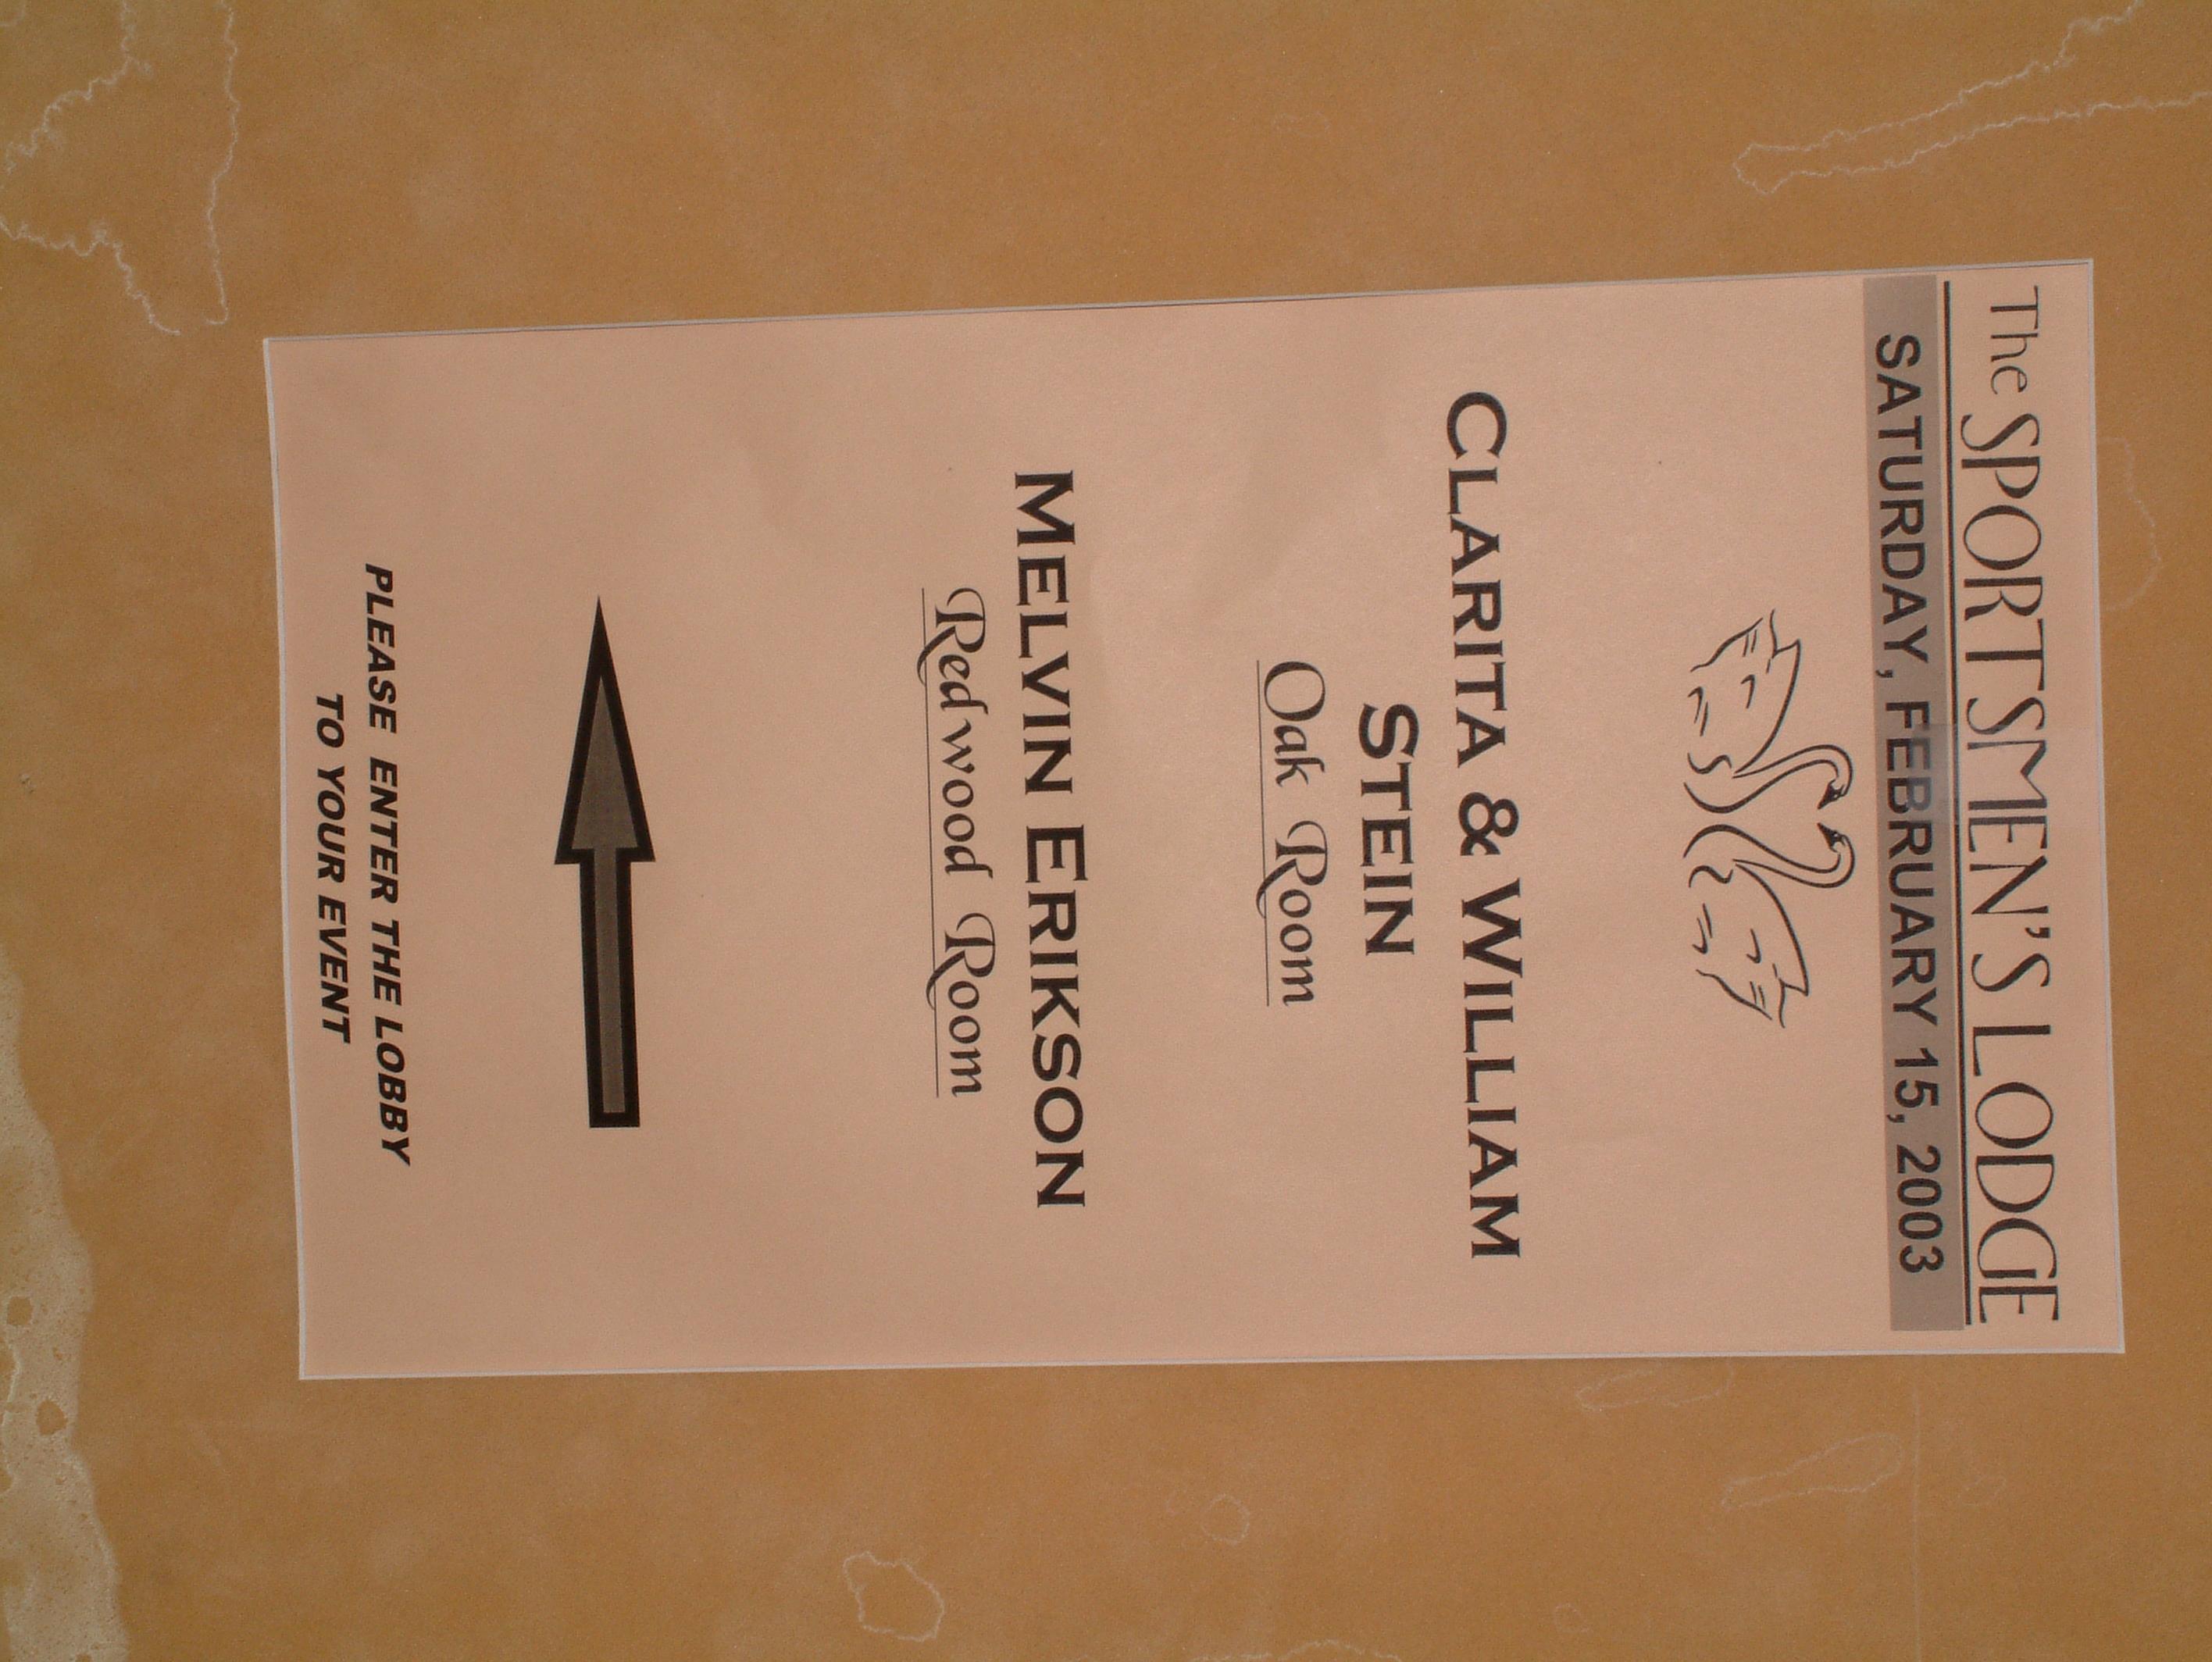 The SPORTSMEN'S LODGE
SATURDAY, FEBRUARY 15, 2003
CLARITA & WILLIAM
STEIN
Oak Room
MELVIN ERIKSON
Redwood Room
PLEASE ENTER THE LOBBY
TO YOUR EVENT